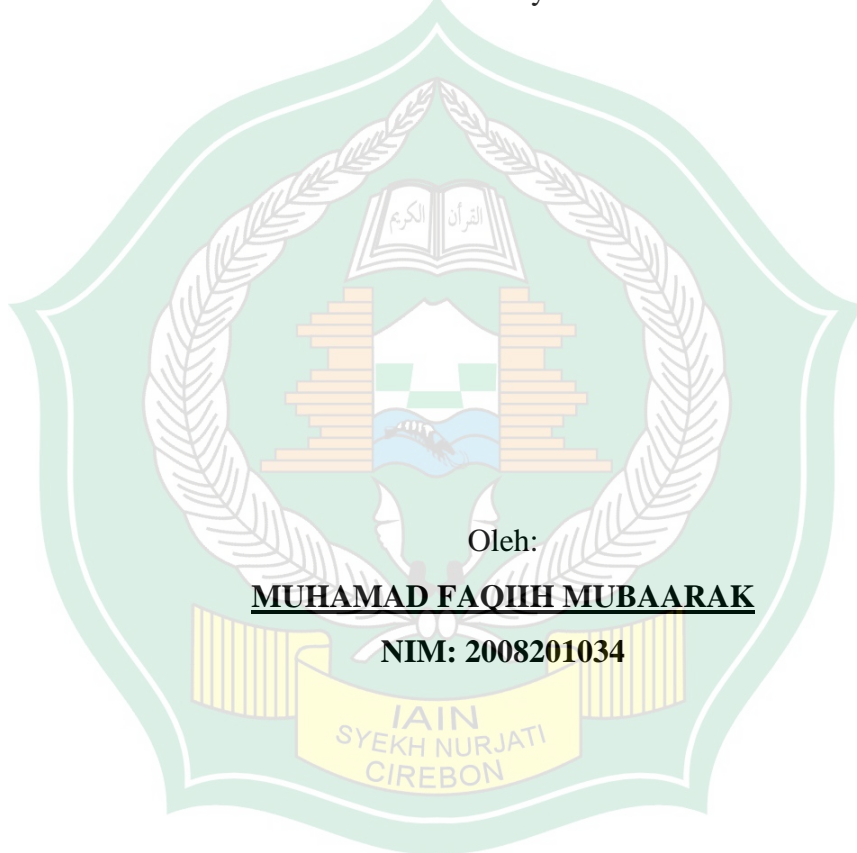 القرآن الكريم
Oleh:
MUHAMAD FAQIIH MUBAARAK
NIM: 2008201034
IAIN
SYEKH NURJATI
CIREBON